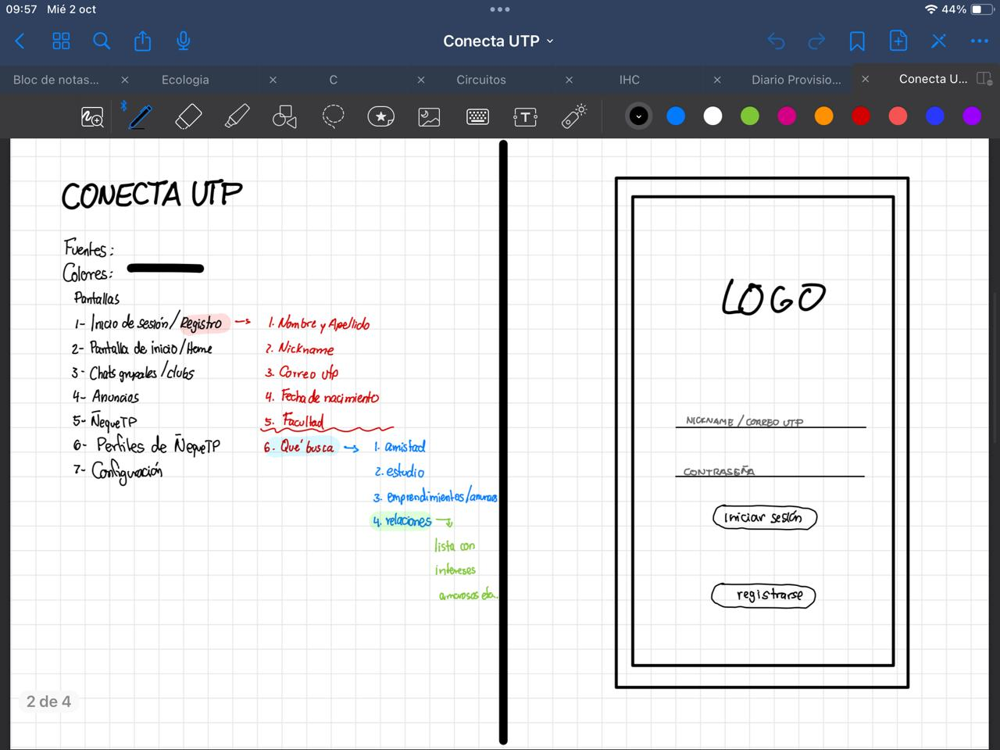 09:57 Mié 2 oct
44%
Conecta UTP
Bloc de notas...
Ecologia
C
Circuitos
IHC
Diario Provisio...
Conecta U...
CONECTA UTP
Fuentes:
Colores:
Pantallas
1- Inicio de sesión/Registro →
2- Pantalla de inicio/Home
3- Chats grupales/clubs
4- Anuncios
5- ÑequeTP
6- Perfiles de ÑequeTP
7- Configuración
1. Nombre y Apellido
2. Nickname
3. Correo utp
4. Fecha de nacimiento
5. Facultad
6. Qué busca →
1. amistad
2. estudio
3. emprendimientos/anuncios
4. relaciones
lista con
intereses
amorosos etc.
LOGO
NICKNAME / CORREO UTP
CONTRASEÑA
iniciar sesión
registrarse
2 de 4